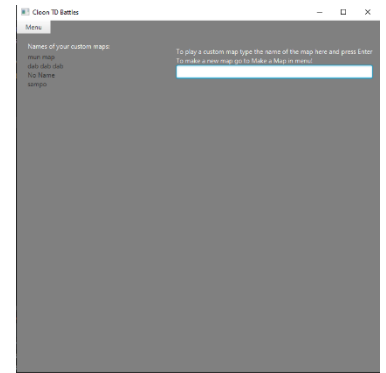 Cloon TD Battles
Menu
Names of your custom maps:
mun map
dab dab dab
No Name
sampo
To play a custom map type the name of the map here and press Enter
To make a new map go to Make a Map in menu!